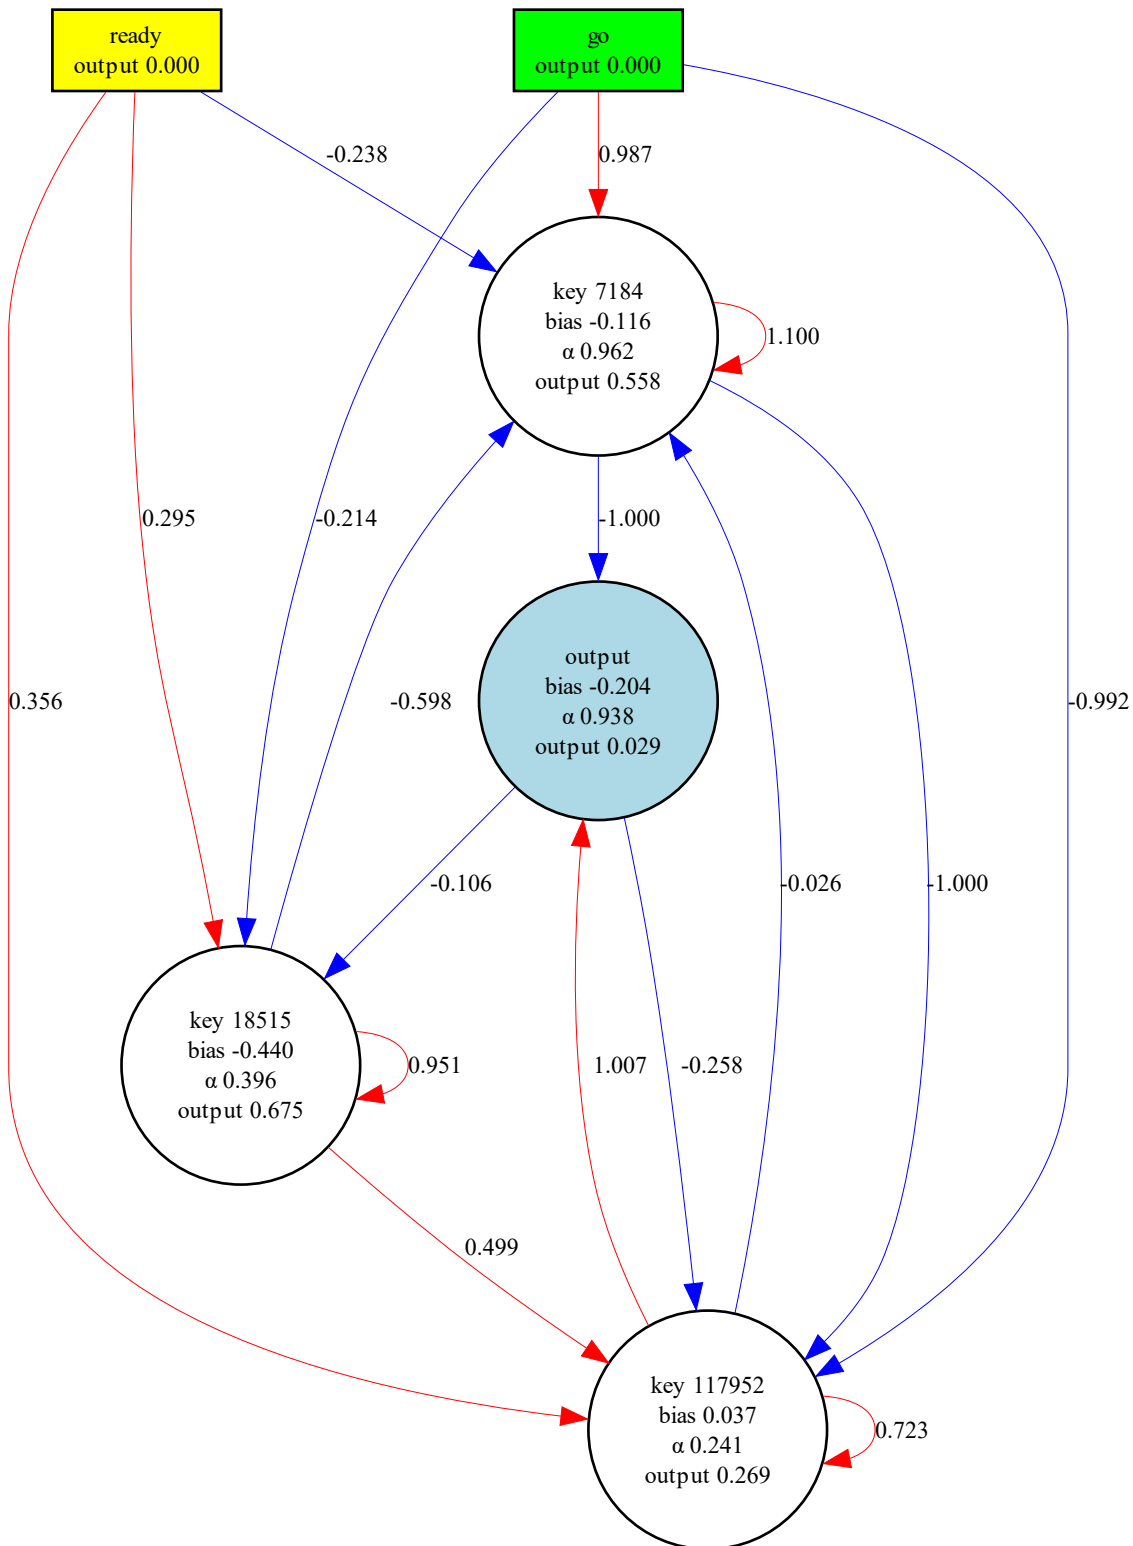 ready
output 0.000
go
output 0.000
-0.238
0.987
key 7184
bias -0.116
α 0.962
output 0.558
1.100
0.295
-0.214
-1.000
output
bias -0.204
α 0.938
output 0.029
0.356
-0.598
-0.992
-0.106
-0.026
-1.000
key 18515
bias -0.440
α 0.396
output 0.675
0.951
1.007
-0.258
0.499
key 117952
bias 0.037
α 0.241
output 0.269
0.723